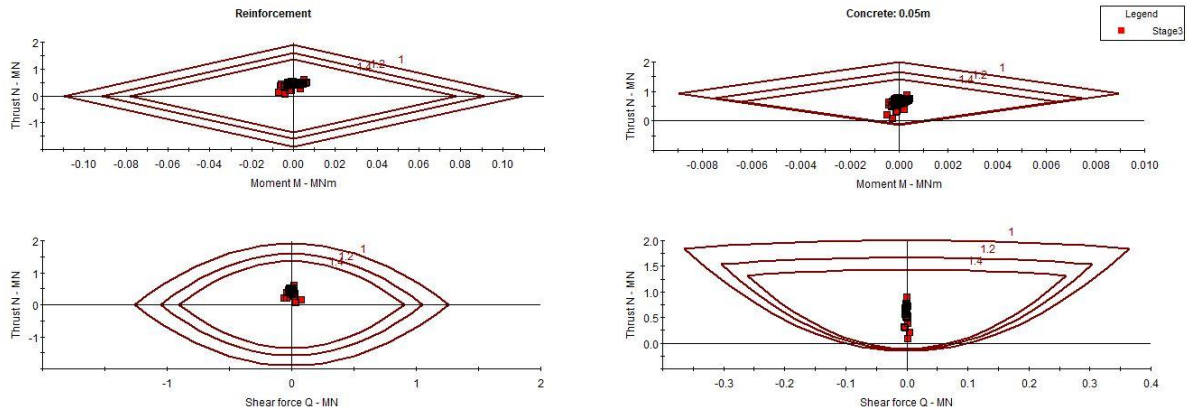 Reinforcement
2
1
0
-1
Thrust N - MN
1.4
1.2
1
-0.10 -0.08 -0.06 -0.04 -0.02 0.00 0.02 0.04 0.06 0.08 0.10
Moment M - MNm
Concrete: 0.05m
Legend
Stage3
2
1
0
Thrust N - MN
1.4
1.2
1
-0.008 -0.006 -0.004 -0.002 0.000 0.002 0.004 0.006 0.008 0.010
Moment M - MNm
2
1
0
-1
Thrust N - MN
1.4
1.2
1
-1 0 1 2
Shear force Q - MN
2.0
1.5
1.0
0.5
0.0
Thrust N - MN
1.4
1.2
1
-0.3 -0.2 -0.1 0.0 0.1 0.2 0.3 0.4
Shear force Q - MN